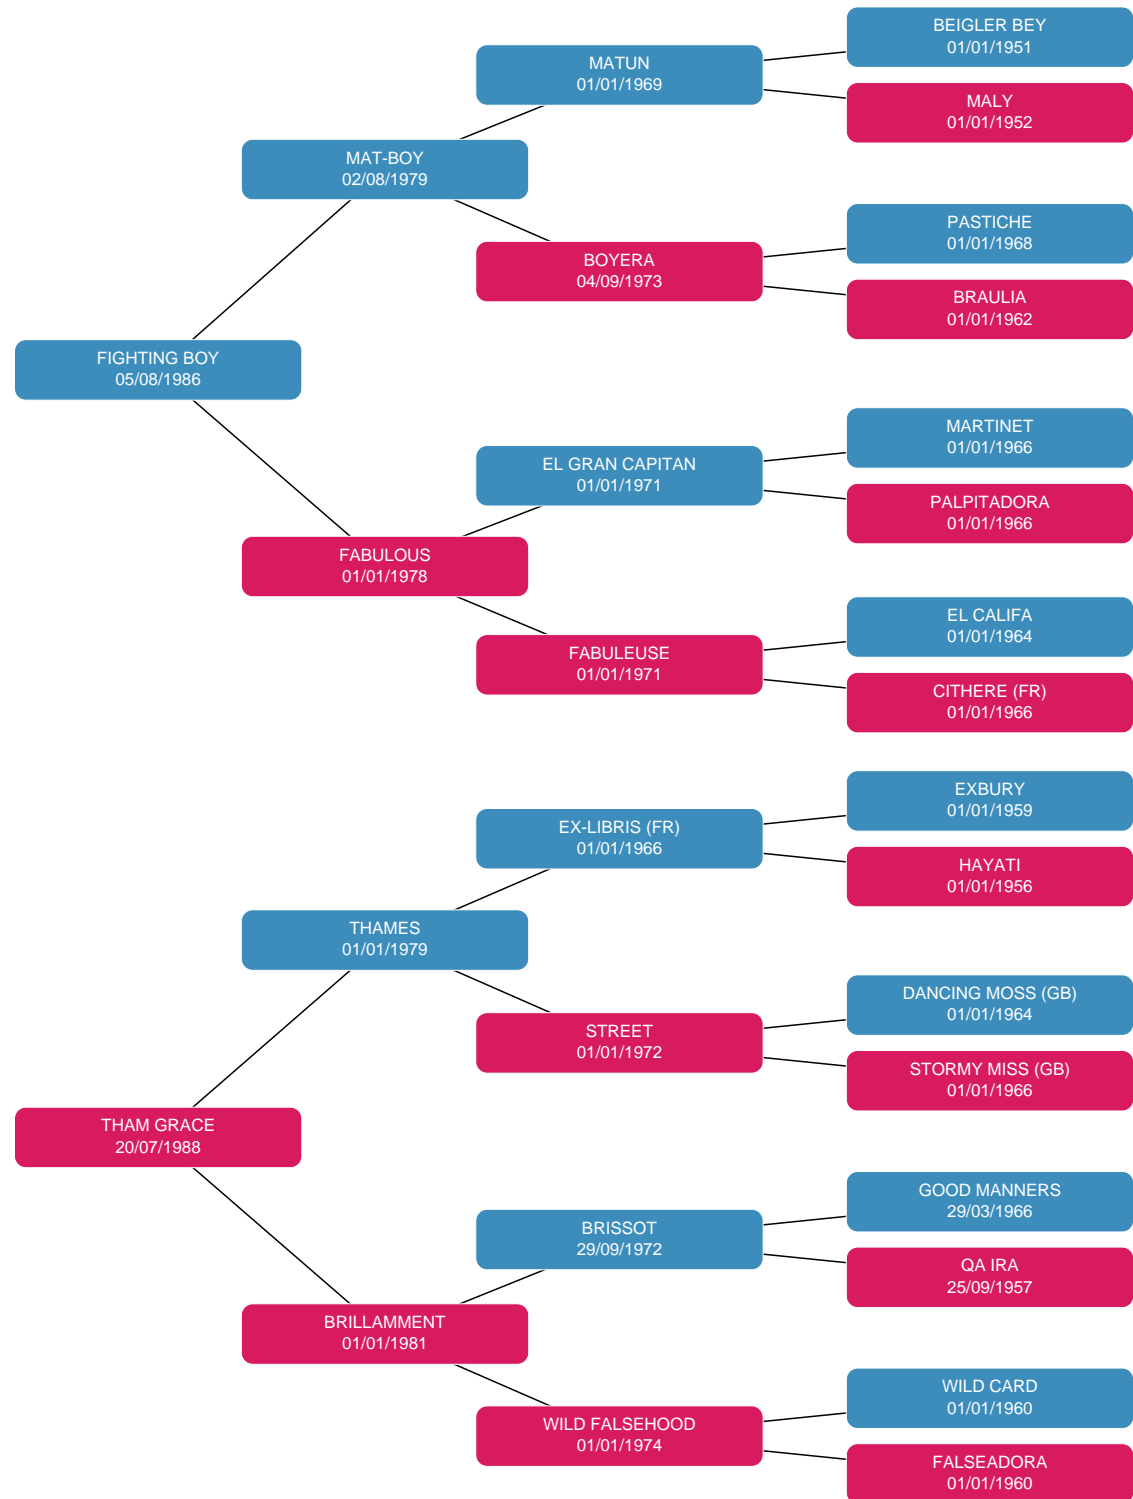 BEIGLER BEY
01/01/1951
MATUN
01/01/1969
MALY
01/01/1952
MAT-BOY
02/08/1979
PASTICHE
01/01/1968
BOYERA
04/09/1973
BRAULIA
01/01/1962
FIGHTING BOY
05/08/1986
MARTINET
01/01/1966
EL GRAN CAPITAN
01/01/1971
PALPITADORA
01/01/1966
FABULOUS
01/01/1978
EL CALIFA
01/01/1964
FABULEUSE
01/01/1971
CITHERE (FR)
01/01/1966
EXBURY
01/01/1959
EX-LIBRIS (FR)
01/01/1966
HAYATI
01/01/1956
THAMES
01/01/1979
DANCING MOSS (GB)
01/01/1964
STREET
01/01/1972
STORMY MISS (GB)
01/01/1966
THAM GRACE
20/07/1988
GOOD MANNERS
29/03/1966
BRISSOT
29/09/1972
QA IRA
25/09/1957
BRILLAMMENT
01/01/1981
WILD CARD
01/01/1960
WILD FALSEHOOD
01/01/1974
FALSEADORA
01/01/1960